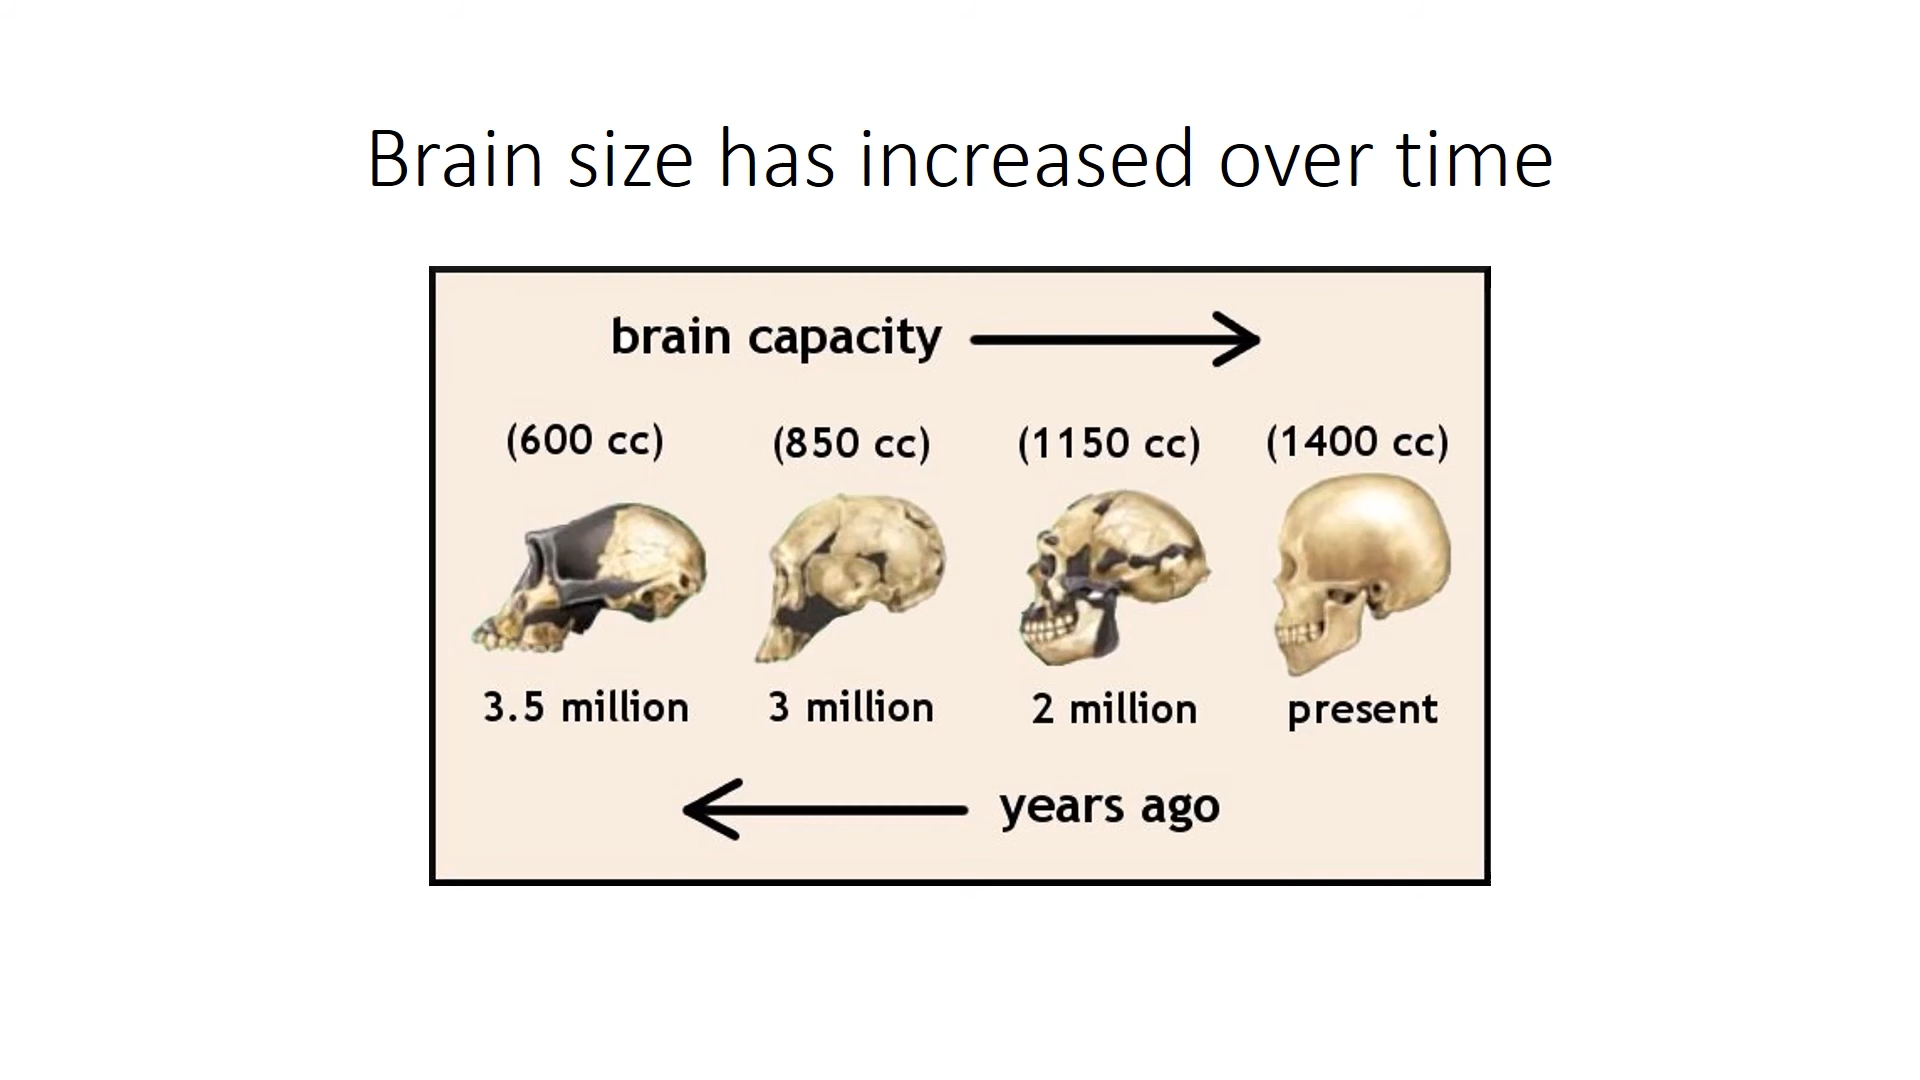 Brain size has increased over time
brain capacity
(600 cc) (850 cc) (1150 cc) (1400 cc)
3.5 million 3 million 2 million present
years ago